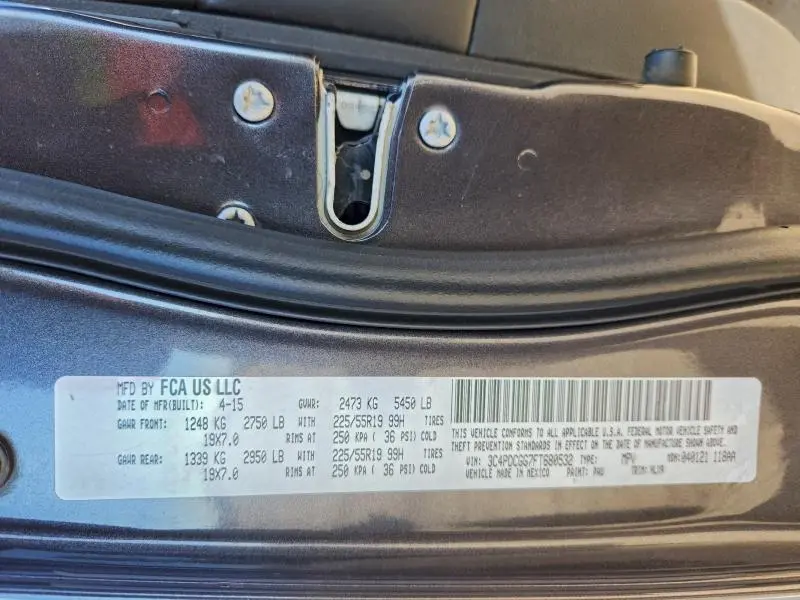 MFD BY FCA US LLC
DATE OF MFR(BUILT): 4-15 GVWR: 2473 KG 5450 LB
GAWR FRONT: 1248 KG 2750 LB WITH 225/55R19 99H TIRES
19X7.0 RIMS AT 250 KPA ( 36 PSI) COLD
GAWR REAR: 1339 KG 2950 LB WITH 225/55R19 99H TIRES
19X7.0 RIMS AT 250 KPA ( 36 PSI) COLD
THIS VEHICLE CONFORMS TO ALL APPLICABLE U.S.A. FEDERAL MOTOR VEHICLE SAFETY AND
THEFT PREVENTION STANDARDS IN EFFECT ON THE DATE OF MANUFACTURE SHOWN ABOVE.
VIN: 3C4PDCGG7FT680532 TYPE: MPV MDH: 040121 118AA
VEHICLE MADE IN MEXICO PAINT: PAU TRIM: